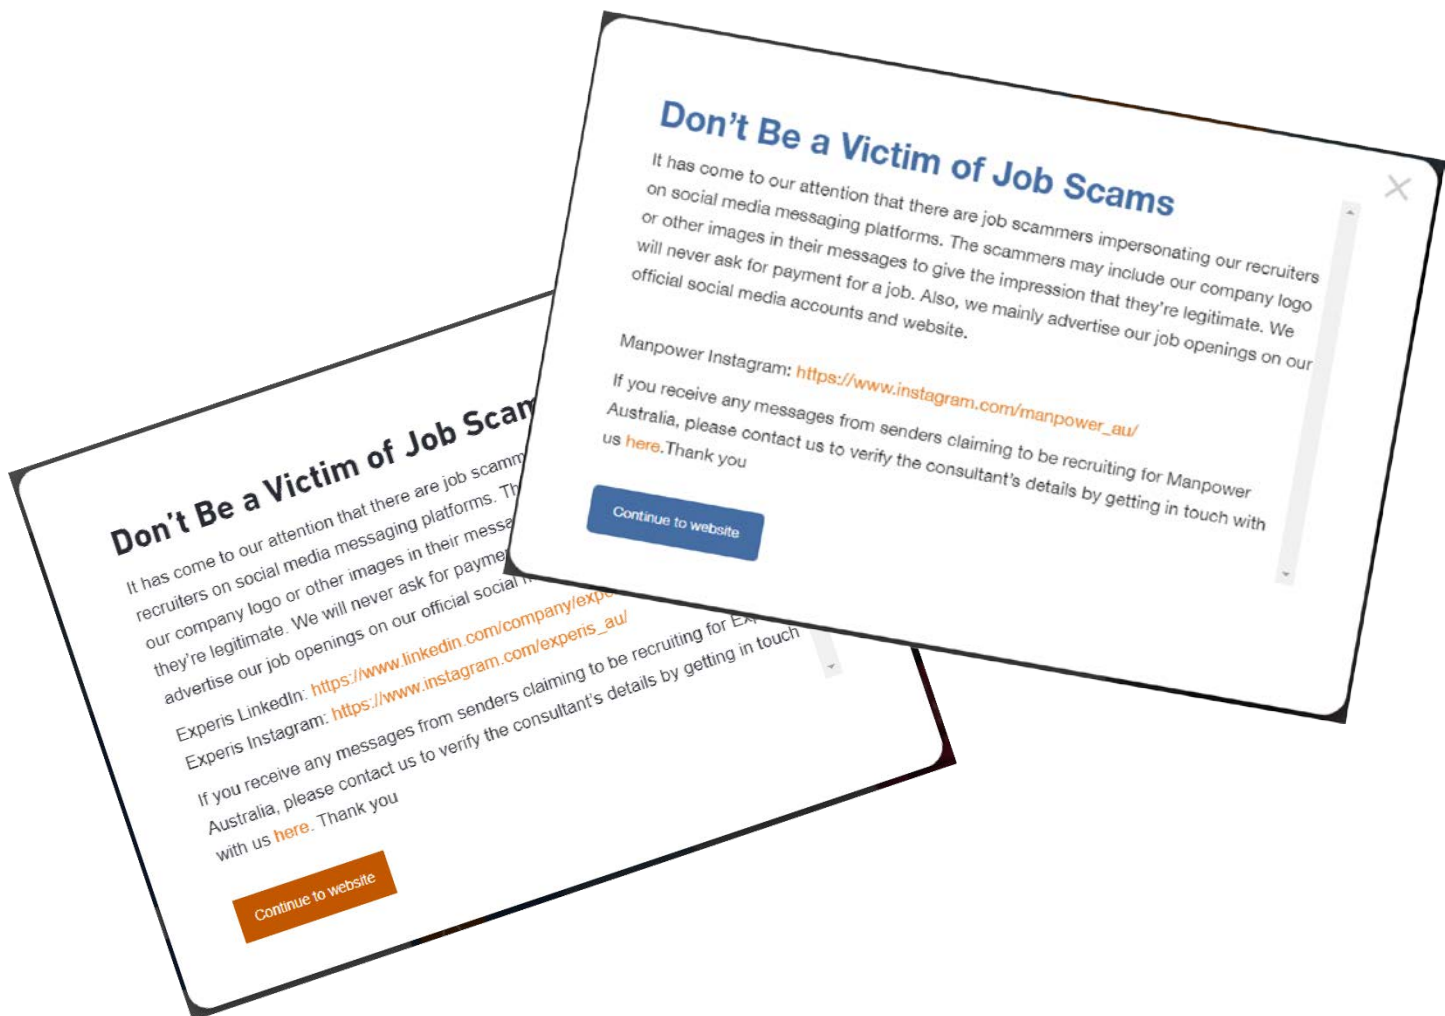 Don't Be a Victim of Job Scams
It has come to our attention that there are job scammers impersonating our recruiters
on social media messaging platforms. The scammers may include our company logo
or other images in their messages to give the impression that they're legitimate. We
will never ask for payment for a job. Also, we mainly advertise our job openings on our
official social media accounts and website.
Manpower Instagram: https://www.instagram.com/manpower_au/
If you receive any messages from senders claiming to be recruiting for Manpower
Australia, please contact us to verify the consultant's details by getting in touch with
us here.Thank you
Continue to website
Don't Be a Victim of Job
It has come to our attention that there are job
recruiters on social media messaging platforms.
our company logo or other images in their
they're legitimate. We will never ask for
advertise our job openings on our official social
Experis LinkedIn: https://www.linkedin.com/company/
Experis Instagram: https://www.instagram.com/experis_au/
If you receive any messages from senders claiming to be recruiting for
Australia, please contact us to verify the consultant's details by getting in touch
with us here. Thank you
Continue to website